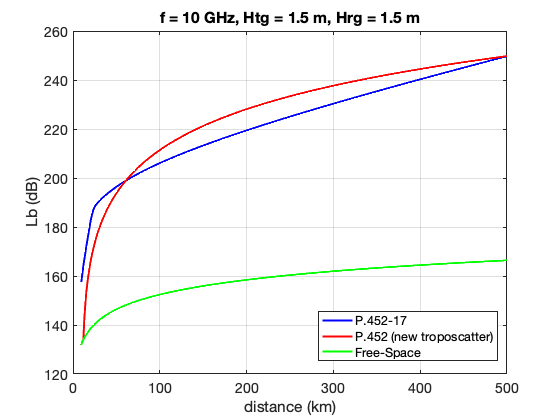 f = 10 GHz, Htg = 1.5 m, Hrg = 1.5 m
260
240
220
200
180
160
140
120
Lb (dB)
0
100
200
300
400
500
distance (km)
P.452-17
P.452 (new troposcatter)
Free-Space